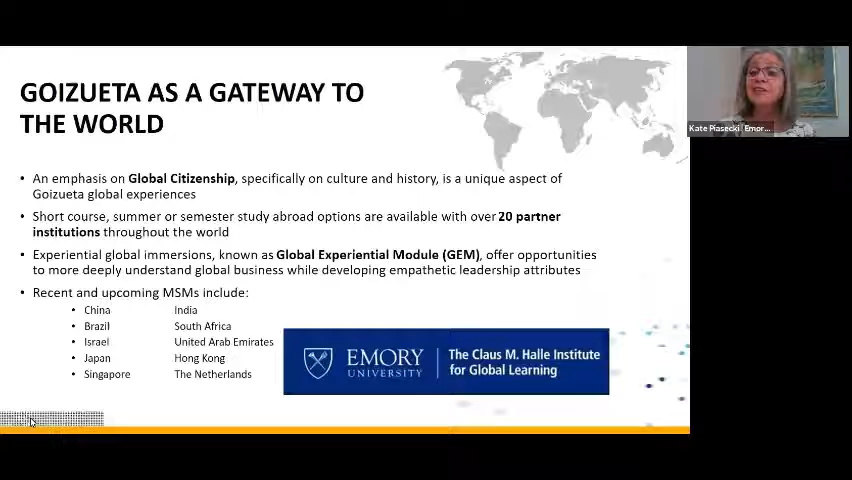 GOIZUETA AS A GATEWAY TO
THE WORLD
• An emphasis on Global Citizenship, specifically on culture and history, is a unique aspect of
Goizueta global experiences
• Short course, summer or semester study abroad options are available with over 20 partner
institutions throughout the world
• Experiential global immersions, known as Global Experiential Module (GEM), offer opportunities
to more deeply understand global business while developing empathetic leadership attributes
• Recent and upcoming MSMs include:
• China India
• Brazil South Africa
• Israel United Arab Emirates
• Japan Hong Kong
• Singapore The Netherlands
EMORY
UNIVERSITY
The Claus M. Halle Institute
for Global Learning
Kate Piasecki Emor...